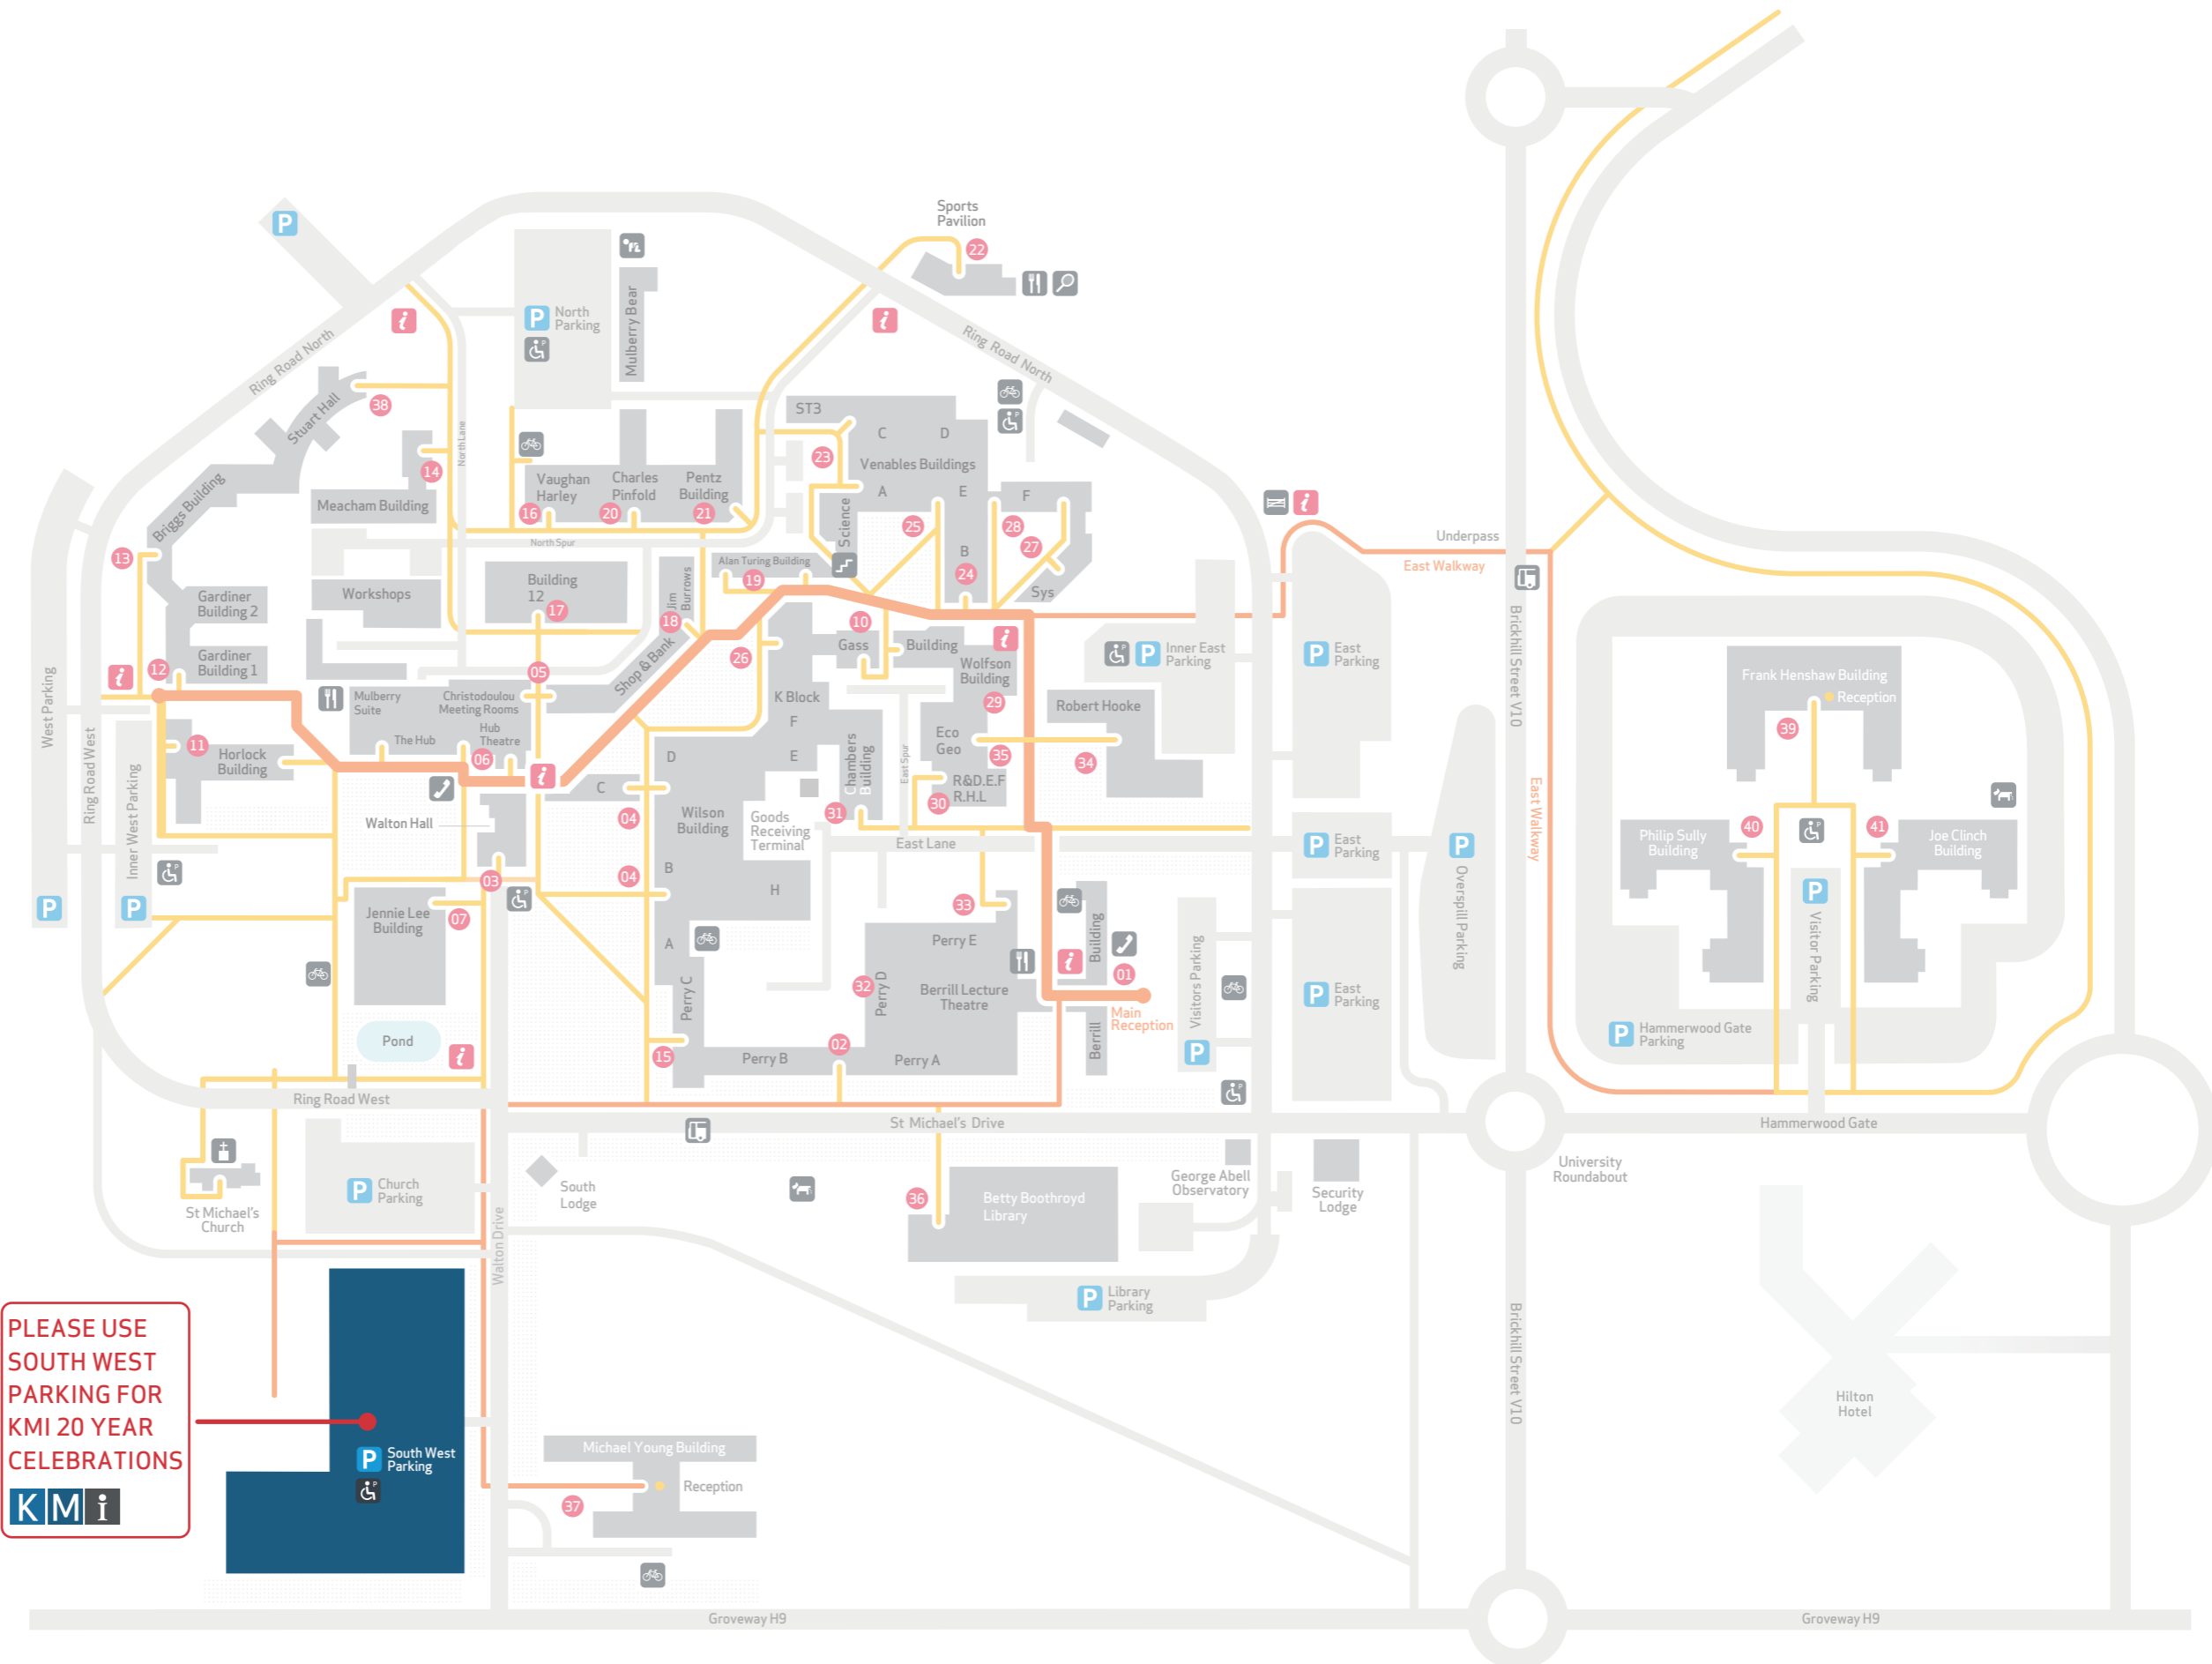 Sports
Pavilion
22
P
P
North
Parking
Mulberry Bear
i
i
Ring Road North
Ring Road North
Stuart Hall
38
North Lane
ST3
C
D
23
Venables Buildings
14
Vaughan
Harley
Charles
Pinfold
Pentz
Building
16
20
21
A
E
F
Briggs Building
Meacham Building
Science
25
28
27
i
North Spur
13
Underpass
East Walkway
Alan Turing Building
19
B
24
Sys
Gardiner
Building 2
Workshops
Building
12
17
Jim
Burrows
18
10
Gass
Building
i
Brickhill Street V10
Gardiner
Building 1
12
i
05
Shop & Bank
26
Wolfson
Building
29
P
Inner East
Parking
P
East
Parking
Frank Henshaw Building
Reception
39
West Parking
Mulberry
Suite
Christodoulou
Meeting Rooms
Hub
Theatre
The Hub
06
K Block
F
E
D
Robert Hooke
34
Eco
Geo
35
11
Horlock
Building
i
C
Chambers
Building
East Spur
R&D.E.F
R.H.L
30
31
04
Wilson
Building
Goods
Receiving
Terminal
Ring Road West
Inner West Parking
Walton Hall
East Lane
P
East
Parking
P
Overspill Parking
East Walkway
Philip Sully
Building
40
41
Joe Clinch
Building
P
Visitor Parking
03
04
B
H
P
P
Jennie Lee
Building
07
33
A
Perry E
Building
i
01
Perry C
32
Perry D
Berrill Lecture
Theatre
Main
Reception
Visitors Parking
P
P
East
Parking
Pond
i
15
Perry B
02
Perry A
Berrill
P
Hammerwood Gate
Parking
Ring Road West
St Michael's Drive
Hammerwood Gate
University
Roundabout
St Michael's
Church
P
Church
Parking
South
Lodge
36
Betty Boothroyd
Library
George Abell
Observatory
Security
Lodge
Walton Drive
P
Library
Parking
Brickhill Street V10
Hilton
Hotel
PLEASE USE
SOUTH WEST
PARKING FOR
KMI 20 YEAR
CELEBRATIONS
KMi
P
South West
Parking
Michael Young Building
Reception
37
Groveway H9
Groveway H9